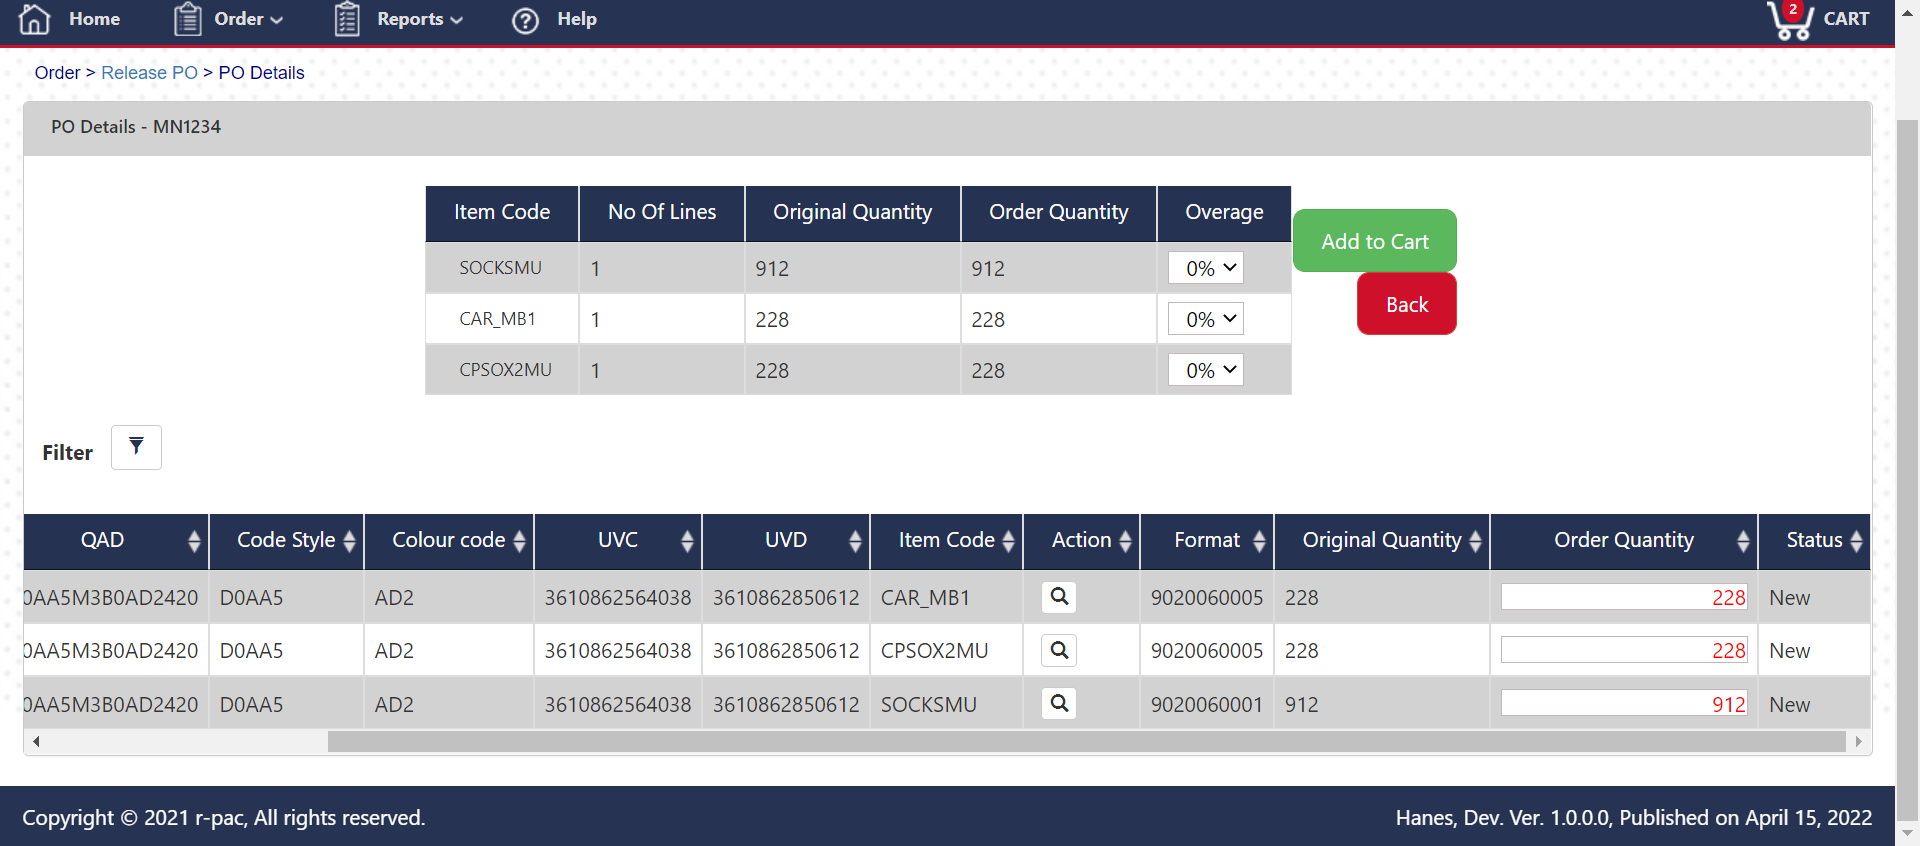 Home Order Reports Help 2 CART
Order > Release PO > PO Details
PO Details - MN1234
Item Code No Of Lines Original Quantity Order Quantity Overage
SOCKSMU 1 912 912 0%
CAR_MB1 1 228 228 0%
CPSOX2MU 1 228 228 0%
Add to Cart
Back
Filter
QAD Code Style Colour code UVC UVD Item Code Action Format Original Quantity Order Quantity Status
0AA5M3B0AD2420 D0AA5 AD2 3610862564038 3610862850612 CAR_MB1 9020060005 228 228 New
0AA5M3B0AD2420 D0AA5 AD2 3610862564038 3610862850612 CPSOX2MU 9020060005 228 228 New
0AA5M3B0AD2420 D0AA5 AD2 3610862564038 3610862850612 SOCKSMU 9020060001 912 912 New
Copyright © 2021 r-pac, All rights reserved.
Hanes, Dev. Ver. 1.0.0.0, Published on April 15, 2022